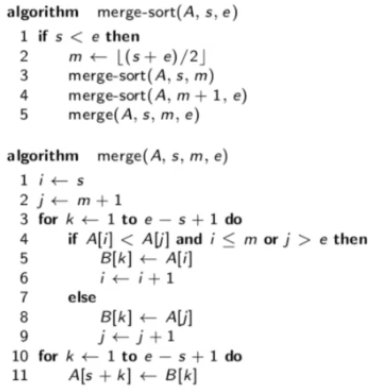 algorithm merge-sort(A, s, e)
1 if s < e then
2 m ← ⌊(s + e)/2⌋
3 merge-sort(A, s, m)
4 merge-sort(A, m + 1, e)
5 merge(A, s, m, e)
algorithm merge(A, s, m, e)
1 i ← s
2 j ← m + 1
3 for k ← 1 to e − s + 1 do
4 if A[i] < A[j] and i ≤ m or j > e then
5 B[k] ← A[i]
6 i ← i + 1
7 else
8 B[k] ← A[j]
9 j ← j + 1
10 for k ← 1 to e − s + 1 do
11 A[s + k] ← B[k]